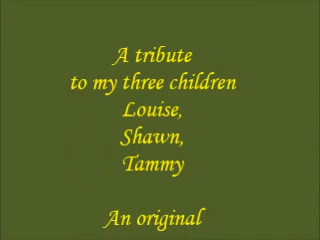 A tribute
to my three children
Louise,
Shawn,
Tammy
An original